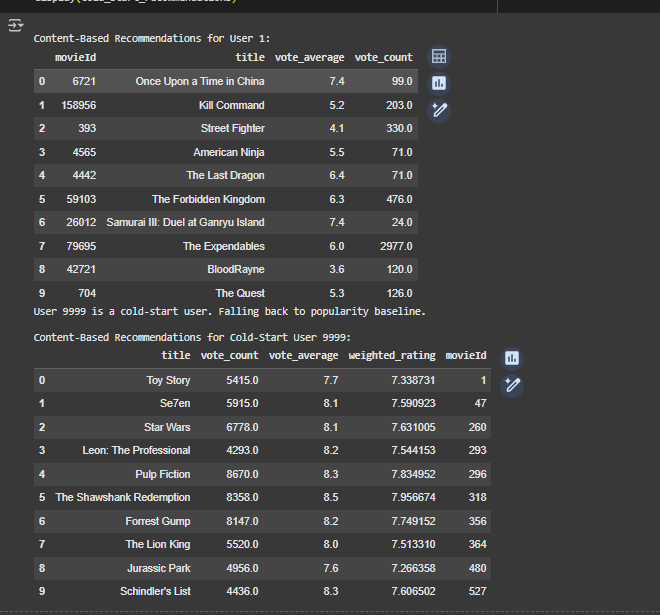 Content-Based Recommendations for User 1:
movieId title vote_average vote_count
0 6721 Once Upon a Time in China 7.4 99.0
1 158956 Kill Command 5.2 203.0
2 393 Street Fighter 4.1 330.0
3 4565 American Ninja 5.5 71.0
4 4442 The Last Dragon 6.4 71.0
5 59103 The Forbidden Kingdom 6.3 476.0
6 26012 Samurai III: Duel at Ganryu Island 7.4 24.0
7 79695 The Expendables 6.0 2977.0
8 42721 BloodRayne 3.6 120.0
9 704 The Quest 5.3 126.0
User 9999 is a cold-start user. Falling back to popularity baseline.
Content-Based Recommendations for Cold-Start User 9999:
title vote_count vote_average weighted_rating movieId
0 Toy Story 5415.0 7.7 7.338731 1
1 Se7en 5915.0 8.1 7.590923 47
2 Star Wars 6778.0 8.1 7.631005 260
3 Leon: The Professional 4293.0 8.2 7.544153 293
4 Pulp Fiction 8670.0 8.3 7.834952 296
5 The Shawshank Redemption 8358.0 8.5 7.956674 318
6 Forrest Gump 8147.0 8.2 7.749152 356
7 The Lion King 5520.0 8.0 7.513310 364
8 Jurassic Park 4956.0 7.6 7.266358 480
9 Schindler's List 4436.0 8.3 7.606502 527